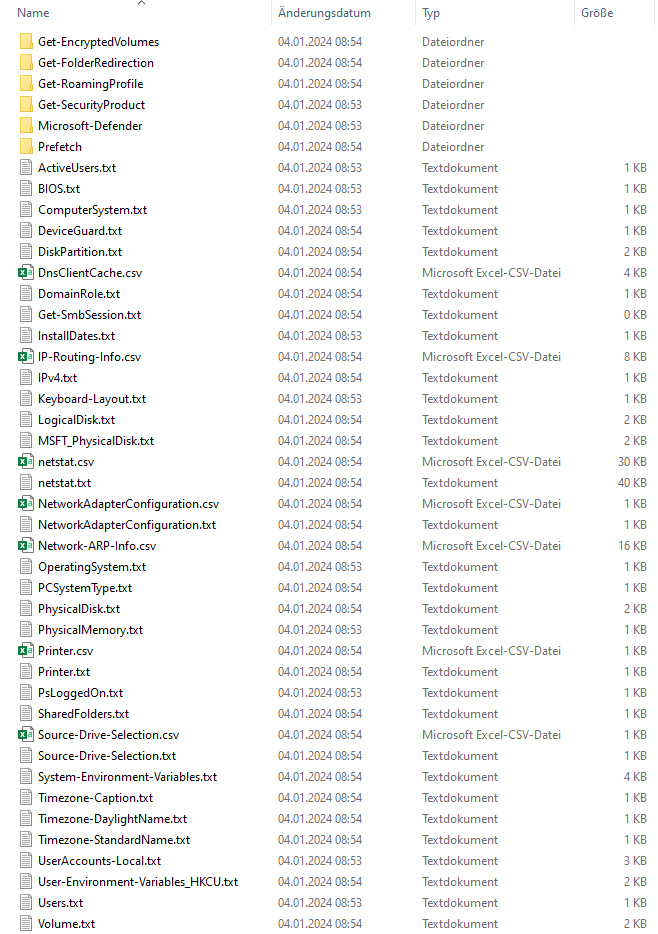 Name Änderungsdatum Typ Größe
Get-EncryptedVolumes 04.01.2024 08:54 Dateiordner
Get-FolderRedirection 04.01.2024 08:54 Dateiordner
Get-RoamingProfile 04.01.2024 08:54 Dateiordner
Get-SecurityProduct 04.01.2024 08:53 Dateiordner
Microsoft-Defender 04.01.2024 08:54 Dateiordner
Prefetch 04.01.2024 08:54 Dateiordner
ActiveUsers.txt 04.01.2024 08:53 Textdokument 1 KB
BIOS.txt 04.01.2024 08:53 Textdokument 1 KB
ComputerSystem.txt 04.01.2024 08:53 Textdokument 1 KB
DeviceGuard.txt 04.01.2024 08:54 Textdokument 1 KB
DiskPartition.txt 04.01.2024 08:54 Textdokument 2 KB
DnsClientCache.csv 04.01.2024 08:54 Microsoft Excel-CSV-Datei 4 KB
DomainRole.txt 04.01.2024 08:54 Textdokument 1 KB
Get-SmbSession.txt 04.01.2024 08:54 Textdokument 0 KB
InstallDates.txt 04.01.2024 08:53 Textdokument 1 KB
IP-Routing-Info.csv 04.01.2024 08:54 Microsoft Excel-CSV-Datei 8 KB
IPv4.txt 04.01.2024 08:54 Textdokument 1 KB
Keyboard-Layout.txt 04.01.2024 08:53 Textdokument 1 KB
LogicalDisk.txt 04.01.2024 08:54 Textdokument 2 KB
MSFT_PhysicalDisk.txt 04.01.2024 08:54 Textdokument 2 KB
netstat.csv 04.01.2024 08:54 Microsoft Excel-CSV-Datei 30 KB
netstat.txt 04.01.2024 08:54 Textdokument 40 KB
NetworkAdapterConfiguration.csv 04.01.2024 08:54 Microsoft Excel-CSV-Datei 1 KB
NetworkAdapterConfiguration.txt 04.01.2024 08:54 Textdokument 1 KB
Network-ARP-Info.csv 04.01.2024 08:54 Microsoft Excel-CSV-Datei 16 KB
OperatingSystem.txt 04.01.2024 08:53 Textdokument 1 KB
PCSystemType.txt 04.01.2024 08:54 Textdokument 1 KB
PhysicalDisk.txt 04.01.2024 08:54 Textdokument 2 KB
PhysicalMemory.txt 04.01.2024 08:53 Textdokument 1 KB
Printer.csv 04.01.2024 08:54 Microsoft Excel-CSV-Datei 1 KB
Printer.txt 04.01.2024 08:54 Textdokument 1 KB
PsLoggedOn.txt 04.01.2024 08:53 Textdokument 1 KB
SharedFolders.txt 04.01.2024 08:54 Textdokument 1 KB
Source-Drive-Selection.csv 04.01.2024 08:54 Microsoft Excel-CSV-Datei 1 KB
Source-Drive-Selection.txt 04.01.2024 08:54 Textdokument 1 KB
System-Environment-Variables.txt 04.01.2024 08:54 Textdokument 4 KB
Timezone-Caption.txt 04.01.2024 08:54 Textdokument 1 KB
Timezone-DaylightName.txt 04.01.2024 08:54 Textdokument 1 KB
Timezone-StandardName.txt 04.01.2024 08:54 Textdokument 1 KB
UserAccounts-Local.txt 04.01.2024 08:53 Textdokument 3 KB
User-Environment-Variables_HKCU.txt 04.01.2024 08:54 Textdokument 2 KB
Users.txt 04.01.2024 08:53 Textdokument 1 KB
Volume.txt 04.01.2024 08:54 Textdokument 2 KB